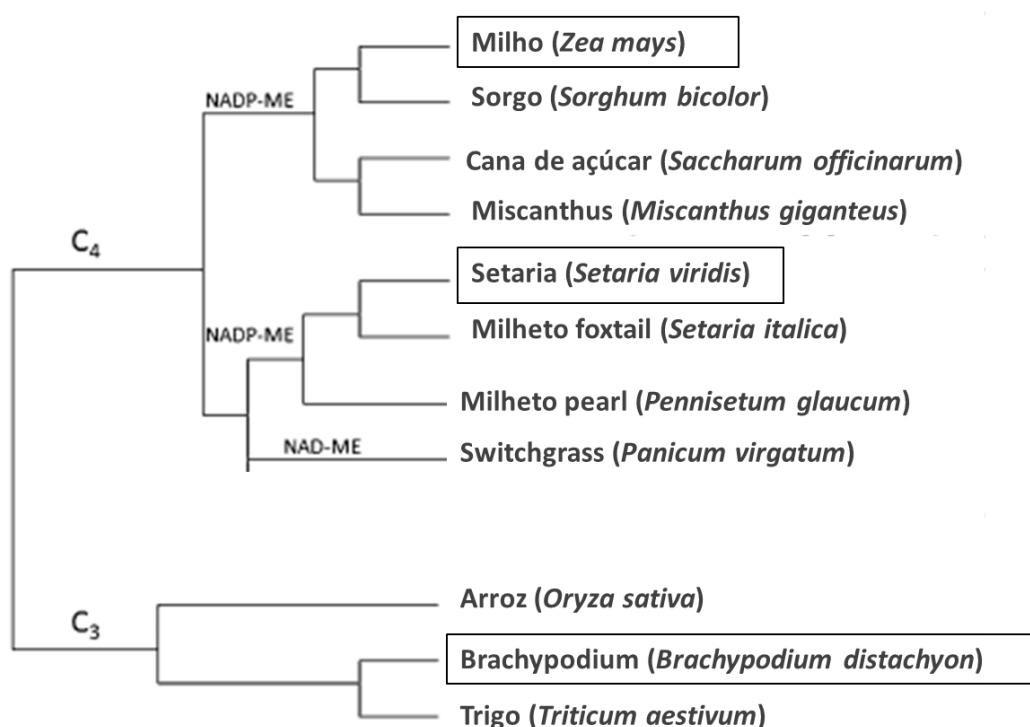 Milho (Zea mays)
NADP-ME
Sorgo (Sorghum bicolor)
Cana de açúcar (Saccharum officinarum)
Miscanthus (Miscanthus giganteus)
C4
Setaria (Setaria viridis)
NADP-ME
Milheto foxtail (Setaria italica)
Milheto pearl (Pennisetum glaucum)
NAD-ME
Switchgrass (Panicum virgatum)
Arroz (Oryza sativa)
C3
Brachypodium (Brachypodium distachyon)
Trigo (Triticum aestivum)